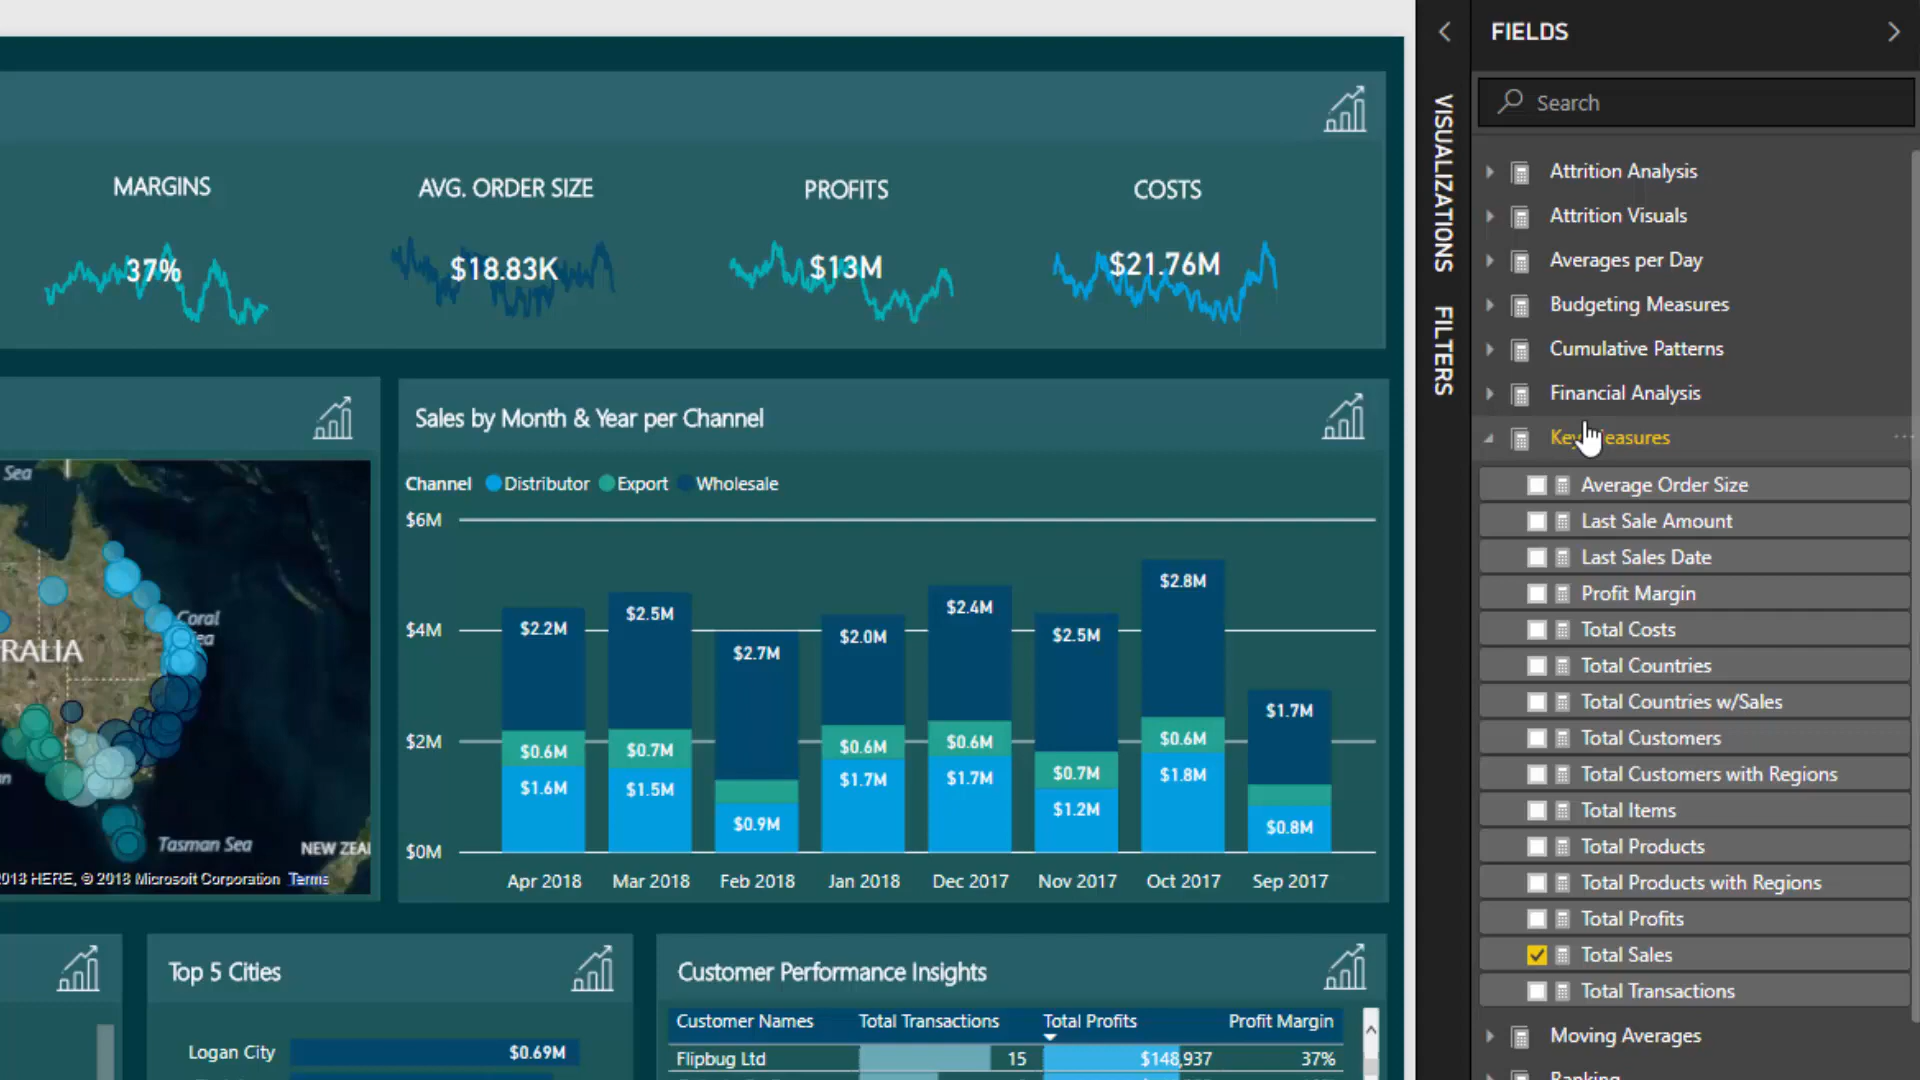 FIELDS
VISUALIZATIONS
FILTERS
Search
MARGINS
AVG. ORDER SIZE
PROFITS
COSTS
37%
$18.83K
$13M
$21.76M
Attrition Analysis
Attrition Visuals
Averages per Day
Budgeting Measures
Cumulative Patterns
Financial Analysis
Key Measures
Average Order Size
Last Sale Amount
Last Sales Date
Profit Margin
Total Costs
Total Countries
Total Countries w/Sales
Total Customers
Total Customers with Regions
Total Items
Total Products
Total Products with Regions
Total Profits
Total Sales
Total Transactions
Moving Averages
Ranking
Sea
Coral
RALIA
Tasman Sea
NEW ZEAL
2018 HERE, © 2018 Microsoft Corporation Terms
Sales by Month & Year per Channel
Channel Distributor Export Wholesale
$6M
$4M
$2M
$0M
$2.2M
$0.6M
$1.6M
$2.5M
$0.7M
$1.5M
$2.7M
$0.9M
$2.0M
$0.6M
$1.7M
$2.4M
$0.6M
$1.7M
$2.5M
$0.7M
$1.2M
$2.8M
$0.6M
$1.8M
$1.7M
$0.8M
Apr 2018 Mar 2018 Feb 2018 Jan 2018 Dec 2017 Nov 2017 Oct 2017 Sep 2017
Top 5 Cities
Logan City $0.69M
Customer Performance Insights
Customer Names Total Transactions Total Profits Profit Margin
Flipbug Ltd 15 $148,937 37%